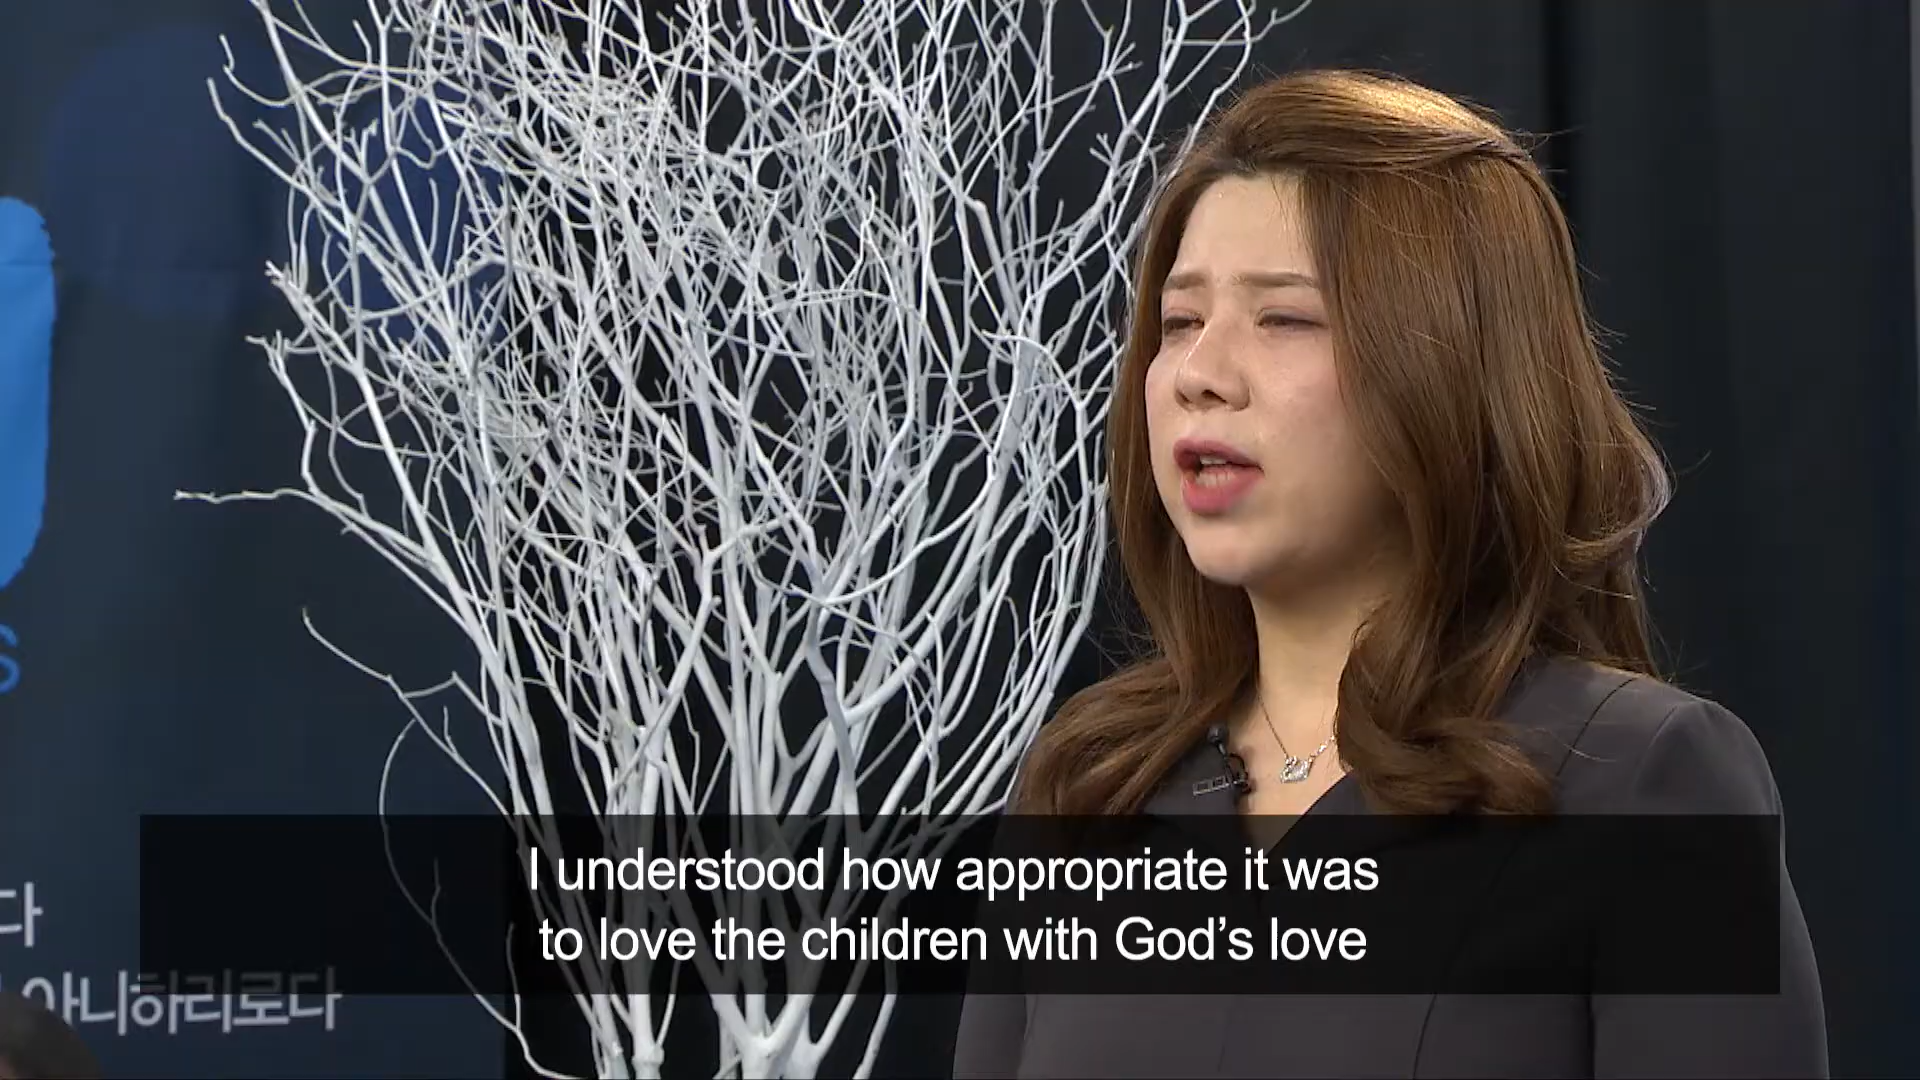 다
아니하리로다
I understood how appropriate it was
to love the children with God's love